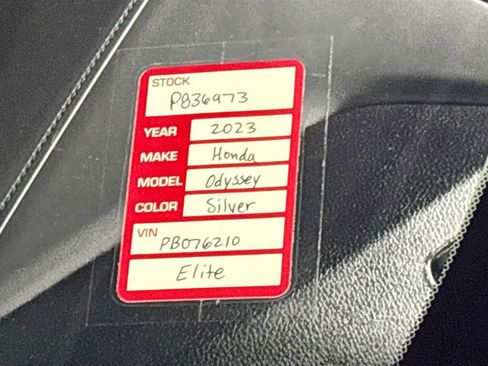 STOCK
P836973
YEAR 2023
MAKE Honda
MODEL Odyssey
COLOR Silver
VIN
PB076210
Elite